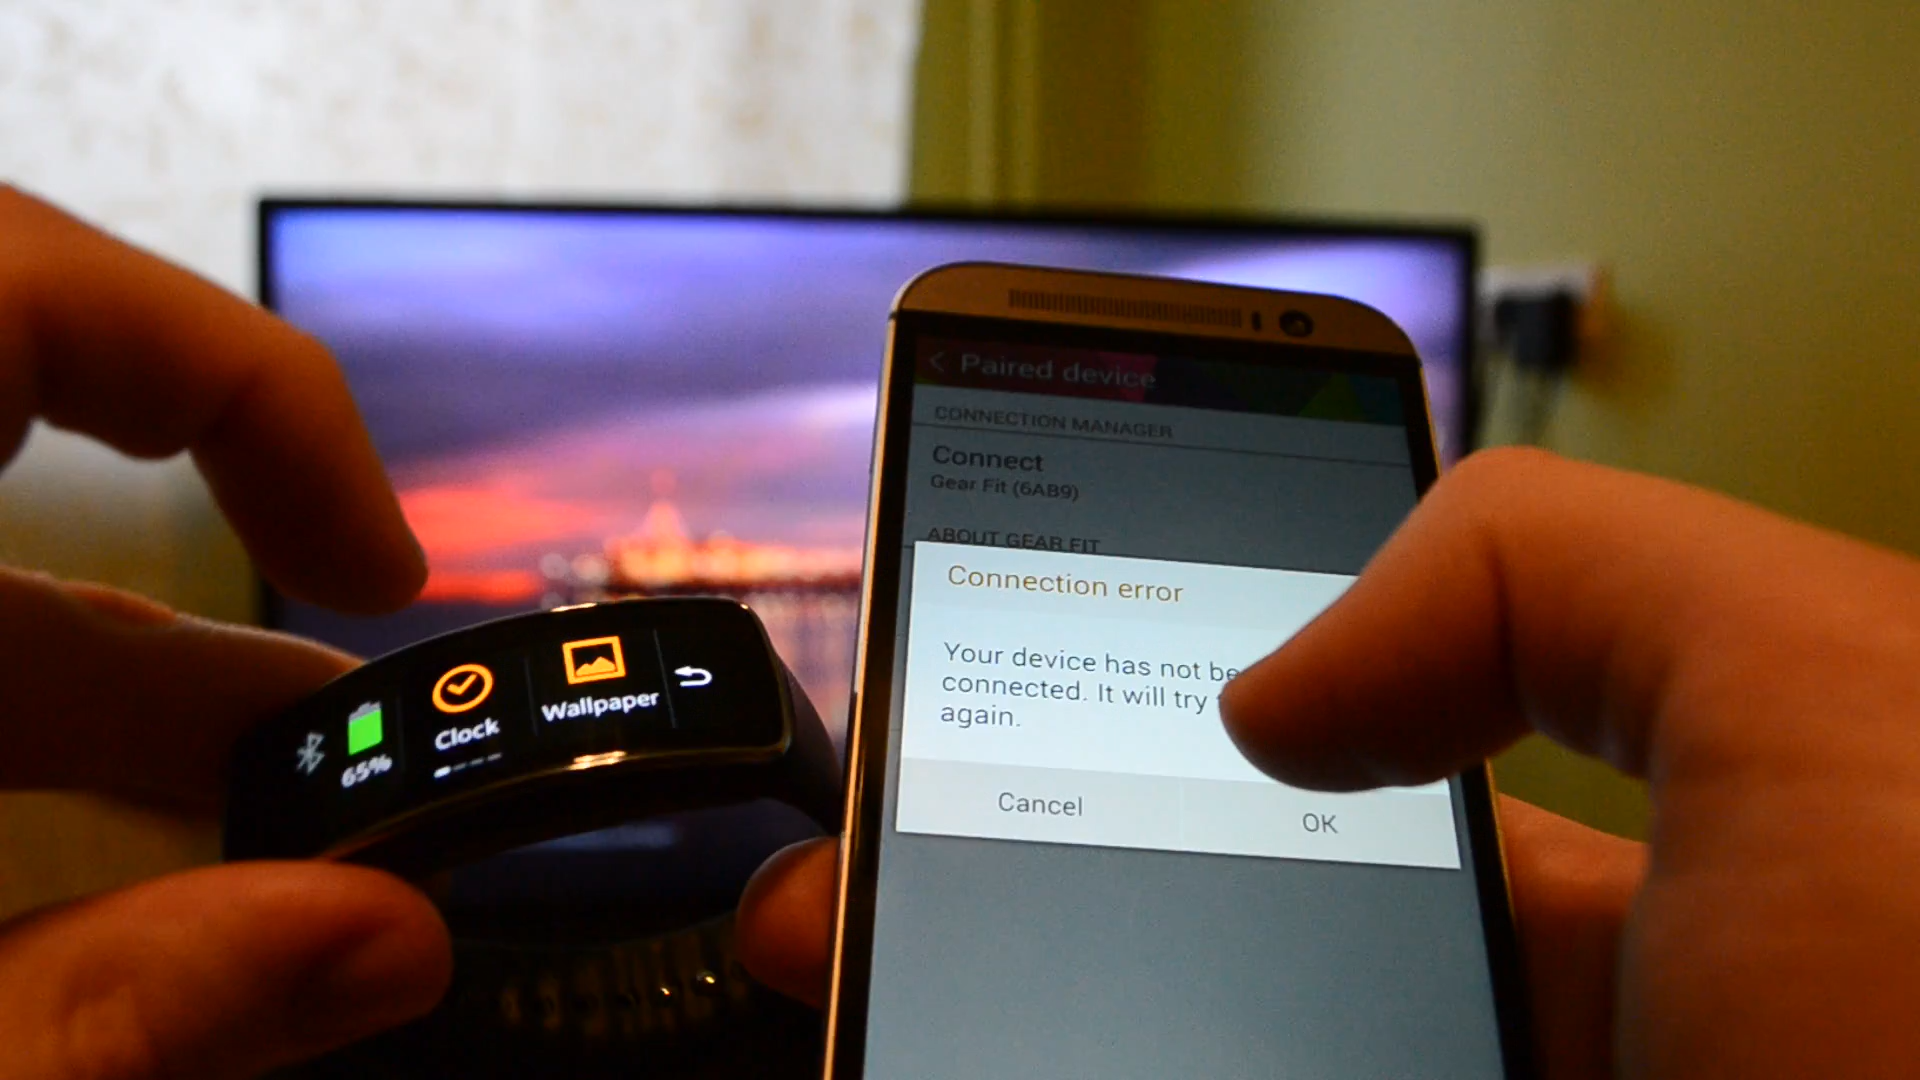 65%
Clock
Wallpaper
Paired device
CONNECTION MANAGER
Connect
Gear Fit (6AB9)
ABOUT GEAR FIT
Connection error
Your device has not
connected. It will try
again.
Cancel
OK